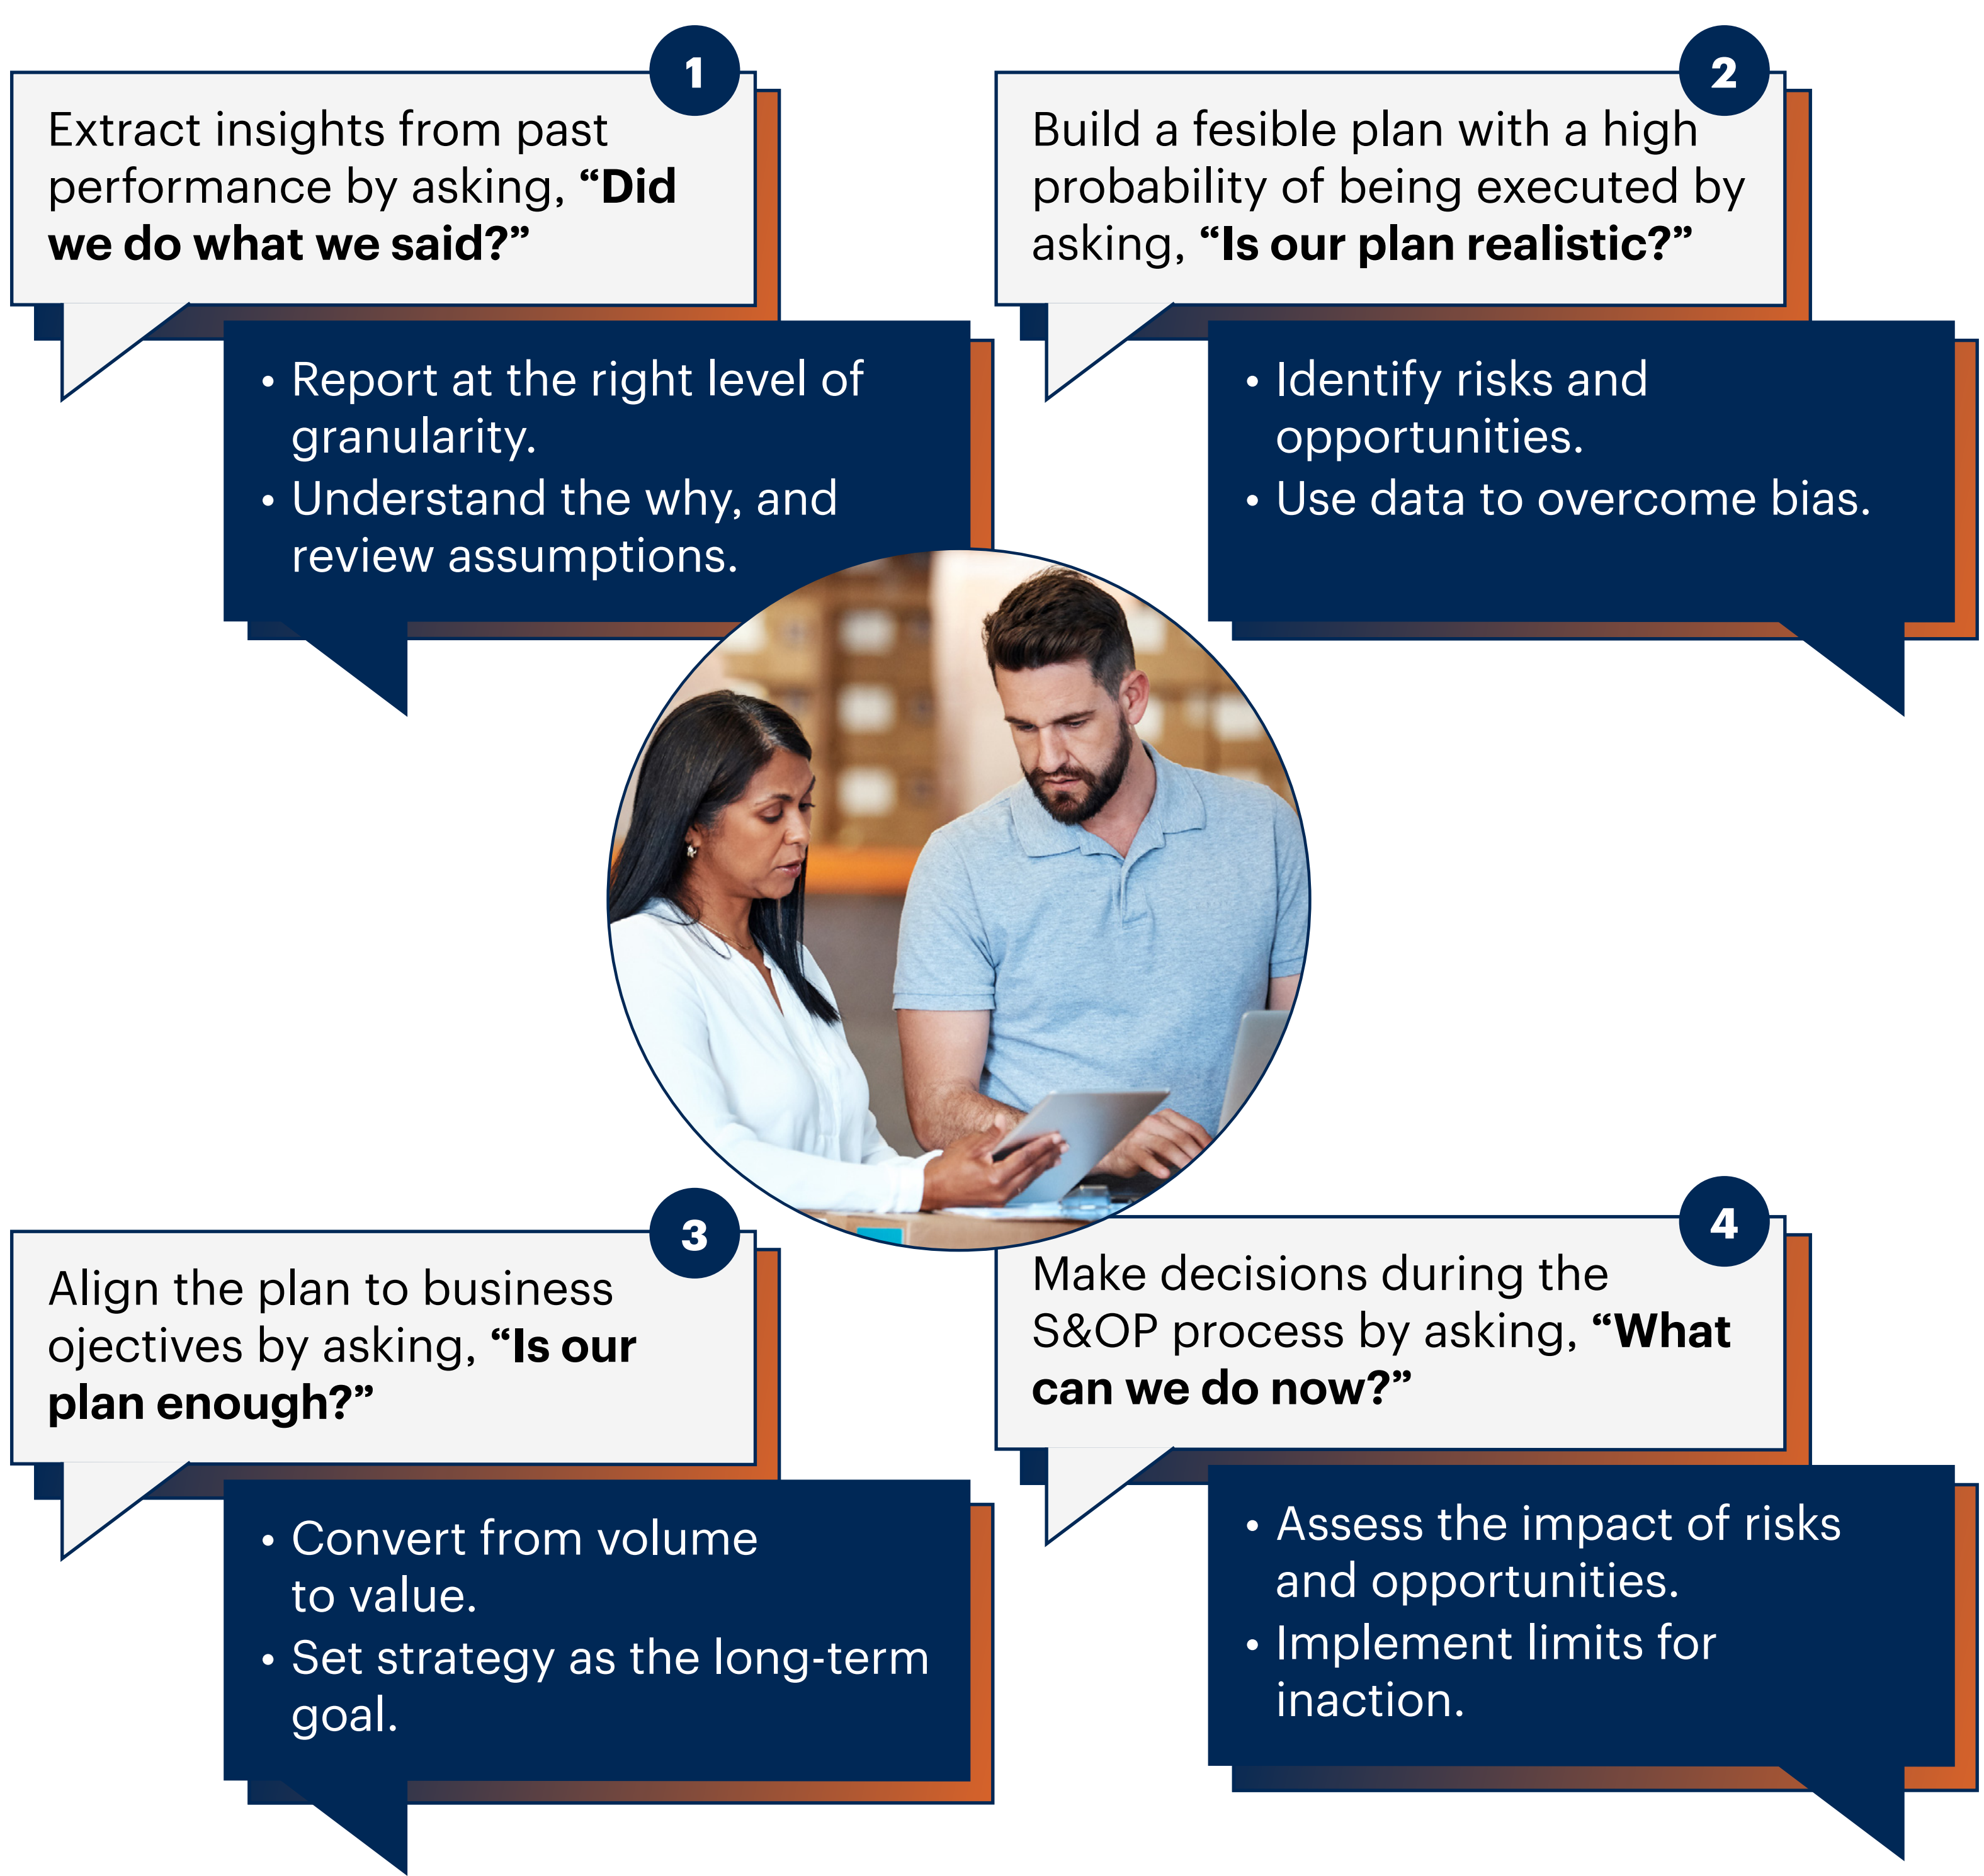 1
Extract insights from past
performance by asking, “Did
we do what we said?”
• Report at the right level of
granularity.
• Understand the why, and
review assumptions.
2
Build a fesible plan with a high
probability of being executed by
asking, “Is our plan realistic?”
• Identify risks and
opportunities.
• Use data to overcome bias.
3
Align the plan to business
ojectives by asking, “Is our
plan enough?”
• Convert from volume
to value.
• Set strategy as the long-term
goal.
4
Make decisions during the
S&OP process by asking, “What
can we do now?”
• Assess the impact of risks
and opportunities.
• Implement limits for
inaction.